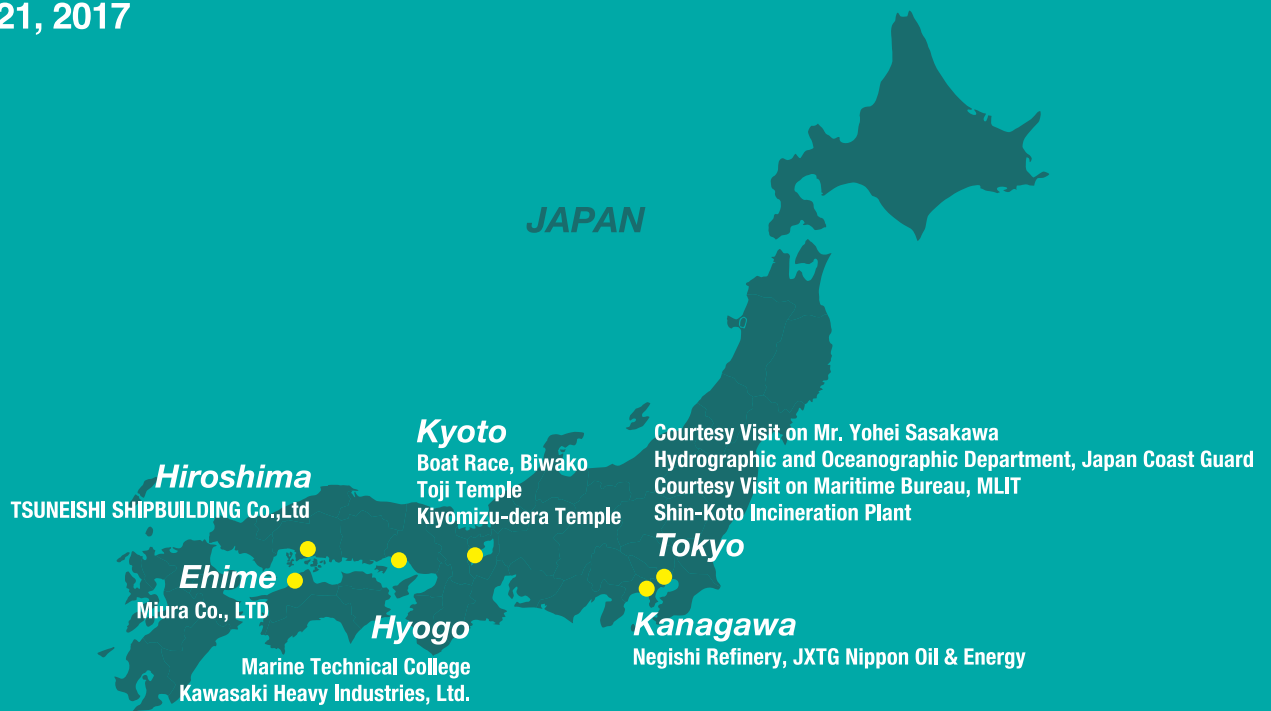 21, 2017
JAPAN
Kyoto
Boat Race, Biwako
Toji Temple
Kiyomizu-dera Temple
Courtesy Visit on Mr. Yohei Sasakawa
Hydrographic and Oceanographic Department, Japan Coast Guard
Courtesy Visit on Maritime Bureau, MLIT
Shin-Koto Incineration Plant
Tokyo
Hiroshima
TSUNEISHI SHIPBUILDING Co.,Ltd
Ehime
Miura Co., LTD
Hyogo
Marine Technical College
Kawasaki Heavy Industries, Ltd.
Kanagawa
Negishi Refinery, JXTG Nippon Oil & Energy